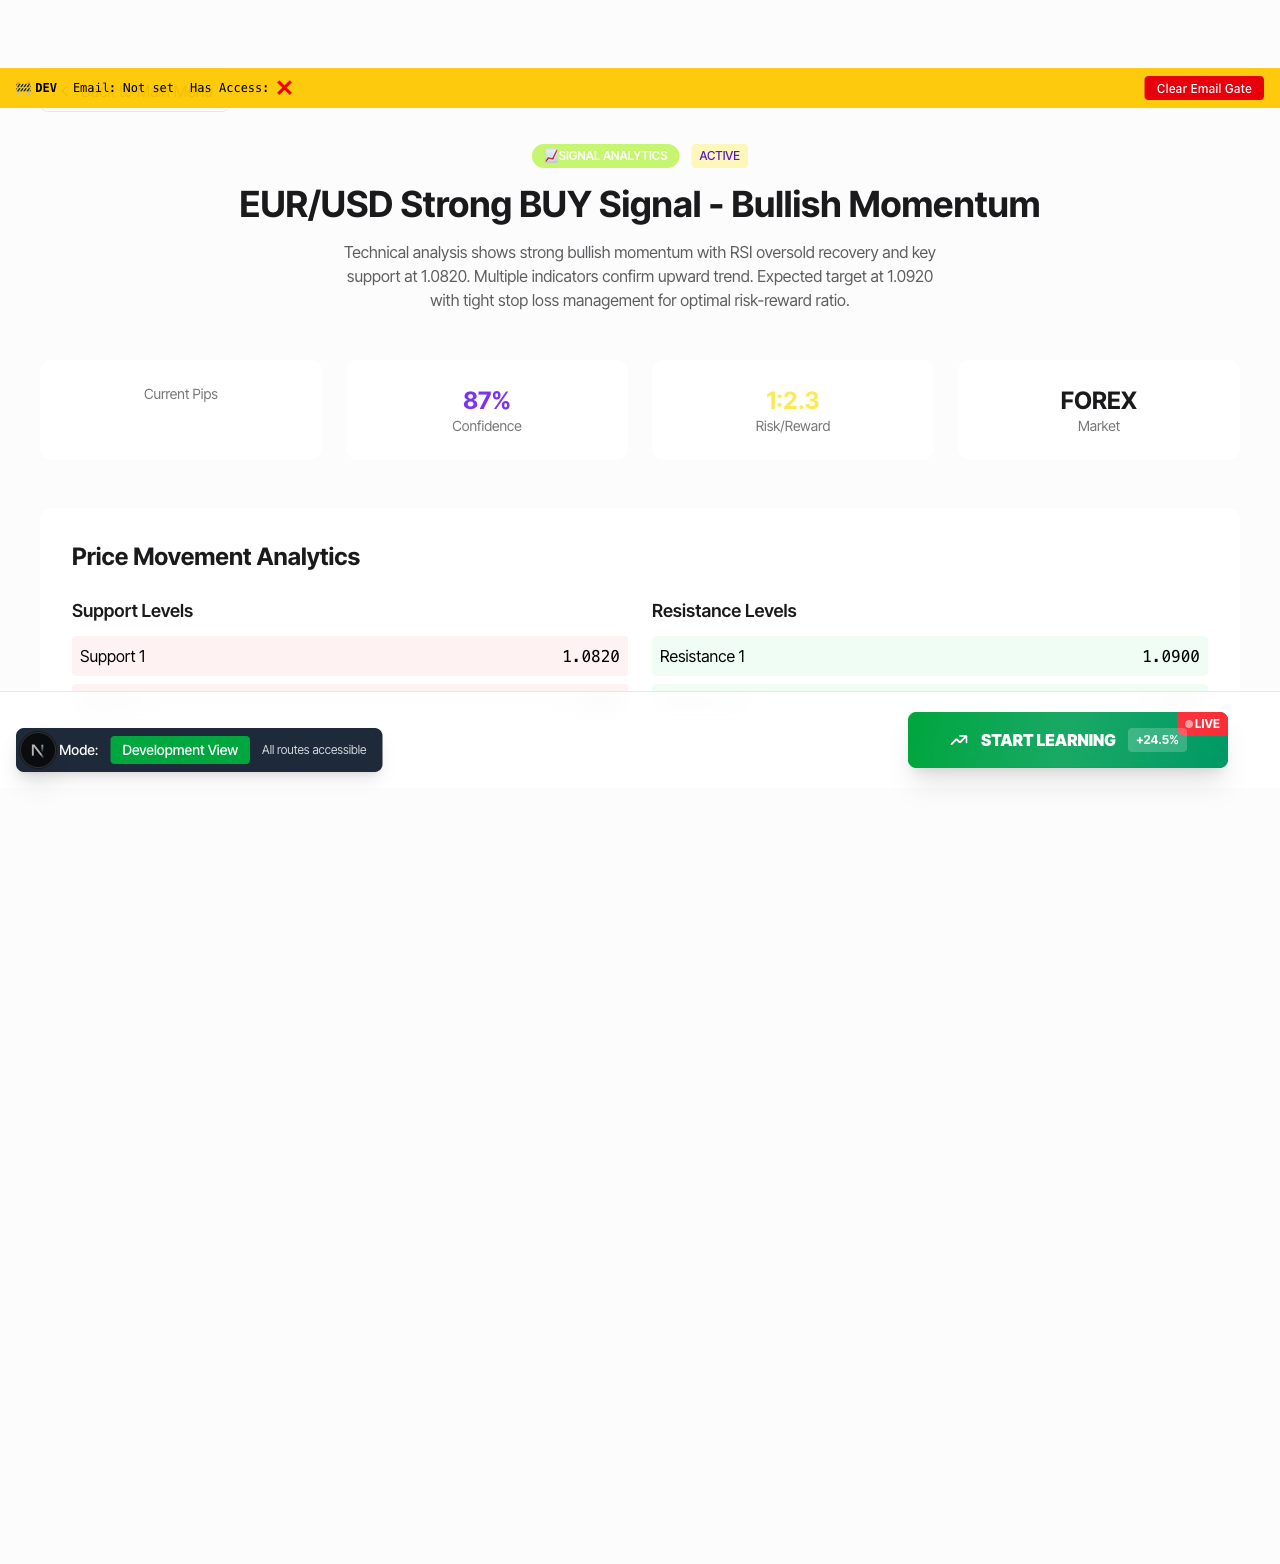 🚧 DEV Email: Not set Has Access: ❌
Clear Email Gate
📈SIGNAL ANALYTICS
ACTIVE
EUR/USD Strong BUY Signal - Bullish Momentum
Technical analysis shows strong bullish momentum with RSI oversold recovery and key
support at 1.0820. Multiple indicators confirm upward trend. Expected target at 1.0920
with tight stop loss management for optimal risk-reward ratio.
Current Pips
87%
Confidence
1:2.3
Risk/Reward
FOREX
Market
Price Movement Analytics
Support Levels
Support 1 1.0820
Resistance Levels
Resistance 1 1.0900
N Mode: Development View All routes accessible
START LEARNING +24.5%
LIVE